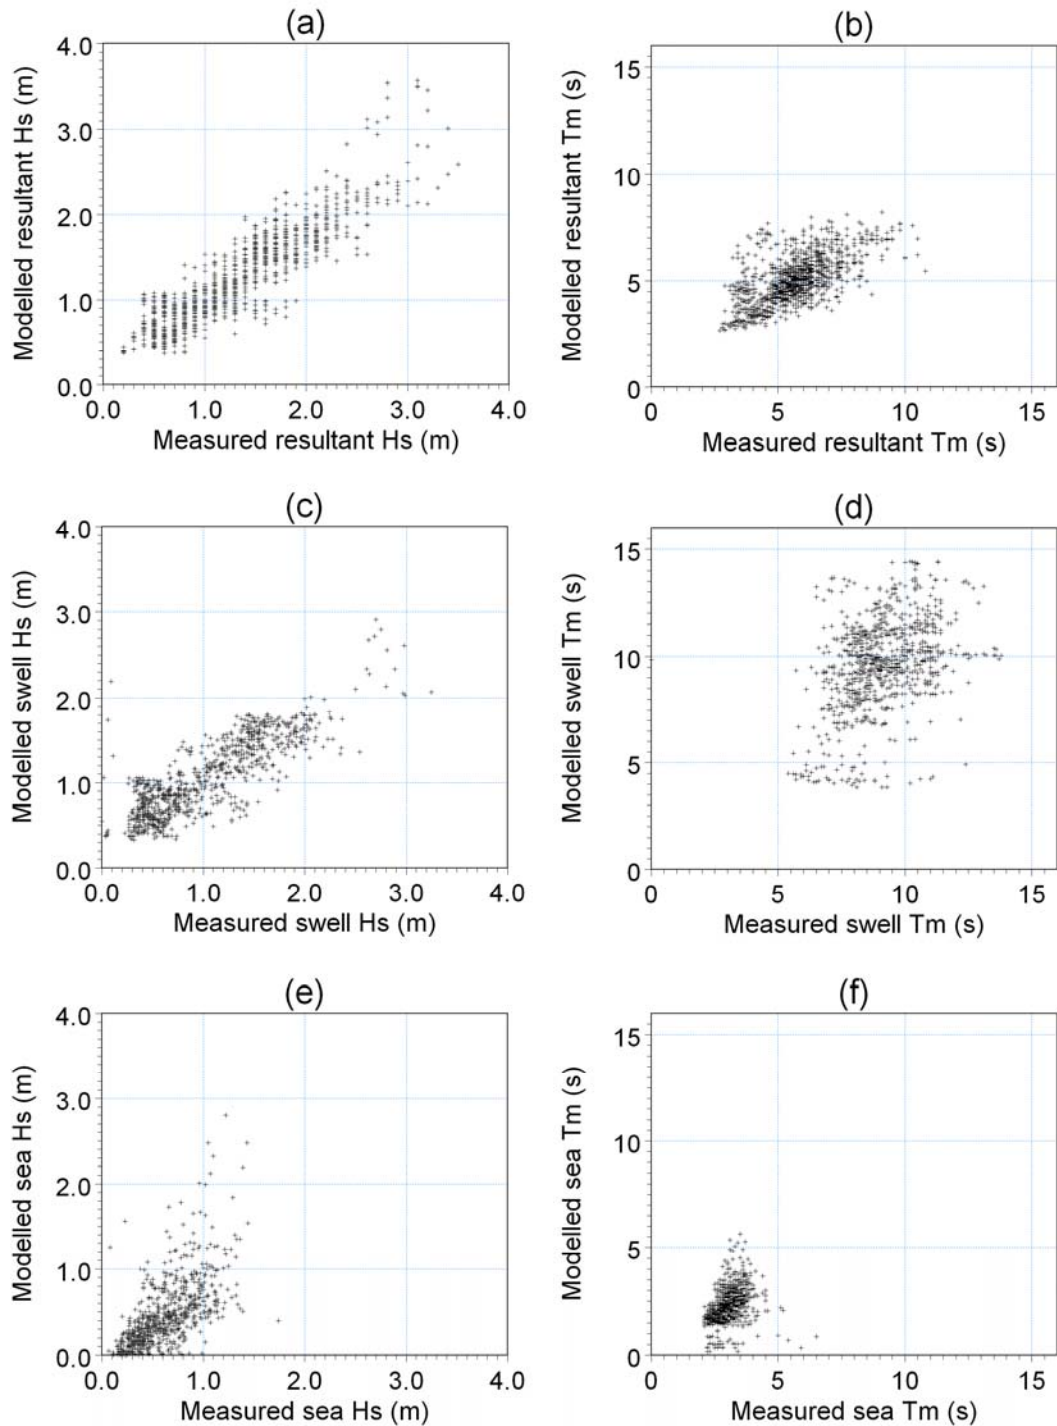 (a)
Modelled resultant Hs (m)
4.0
3.0
2.0
1.0
0.0
0.0 1.0 2.0 3.0 4.0
Measured resultant Hs (m)
(b)
Modelled resultant Tm (s)
15
10
5
0
0 5 10 15
Measured resultant Tm (s)
(c)
Modelled swell Hs (m)
4.0
3.0
2.0
1.0
0.0
0.0 1.0 2.0 3.0 4.0
Measured swell Hs (m)
(d)
Modelled swell Tm (s)
15
10
5
0
0 5 10 15
Measured swell Tm (s)
(e)
Modelled sea Hs (m)
4.0
3.0
2.0
1.0
0.0
0.0 1.0 2.0 3.0 4.0
Measured sea Hs (m)
(f)
Modelled sea Tm (s)
15
10
5
0
0 5 10 15
Measured sea Tm (s)